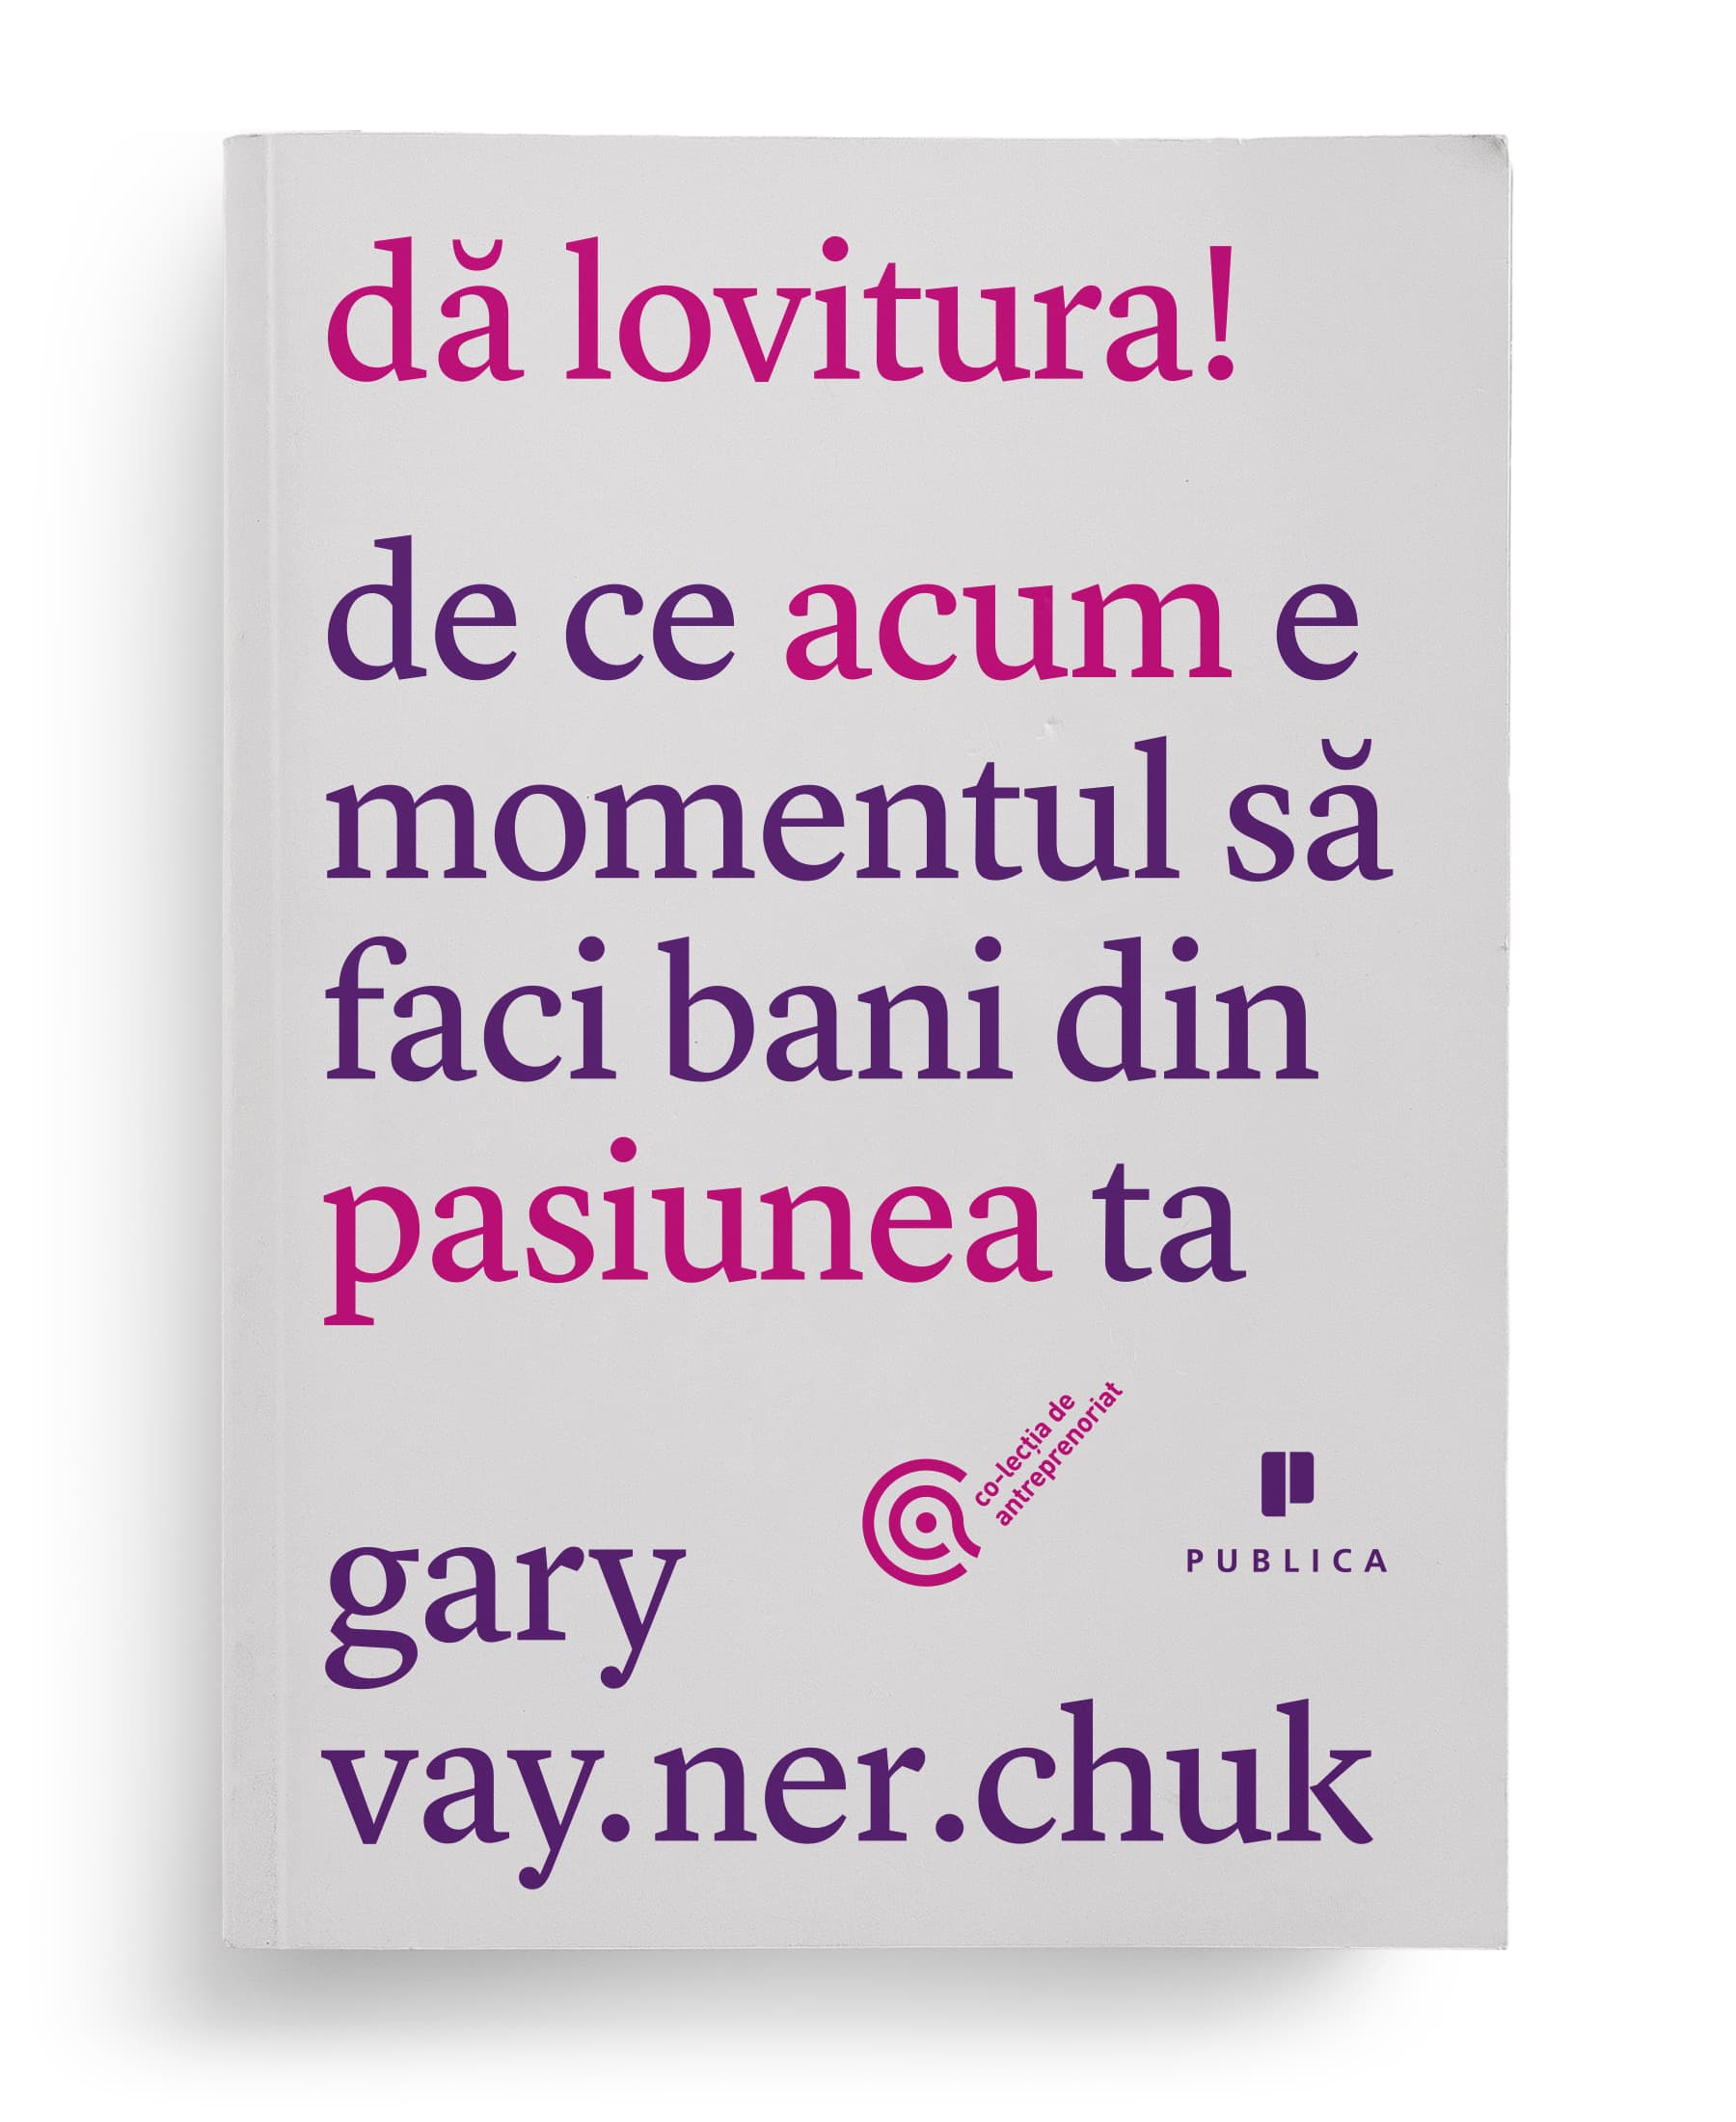 dă lovitura!
de ce acum e
momentul să
faci bani din
pasiunea ta
co-lecția de
antreprenoriat
PUBLICA
gary
vay.ner.chuk